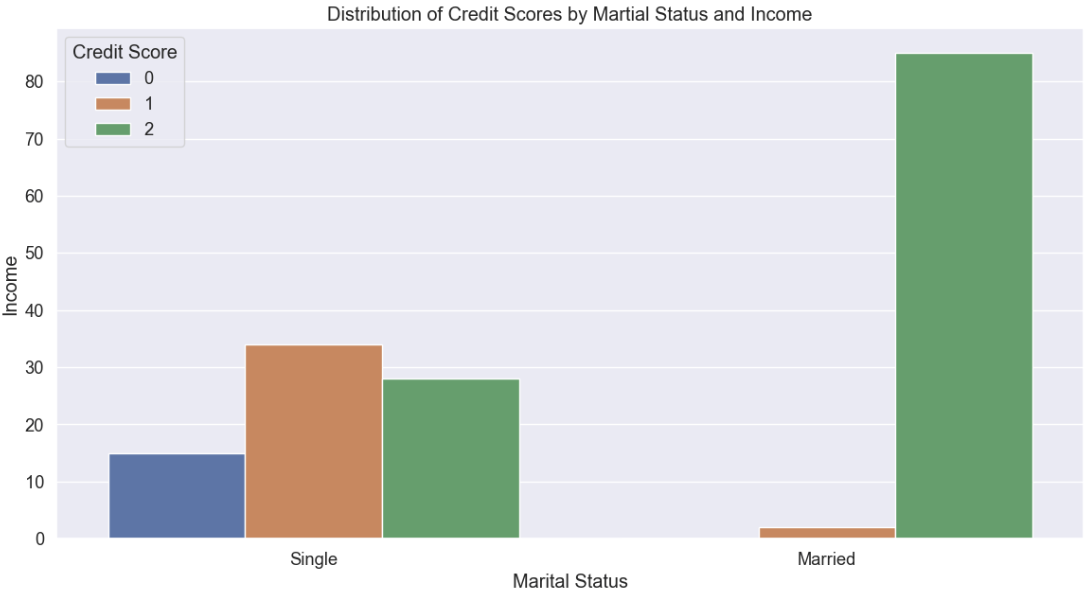 Distribution of Credit Scores by Martial Status and Income
Credit Score
0
1
2
80
70
60
50
40
30
20
10
0
Income
Single
Married
Marital Status